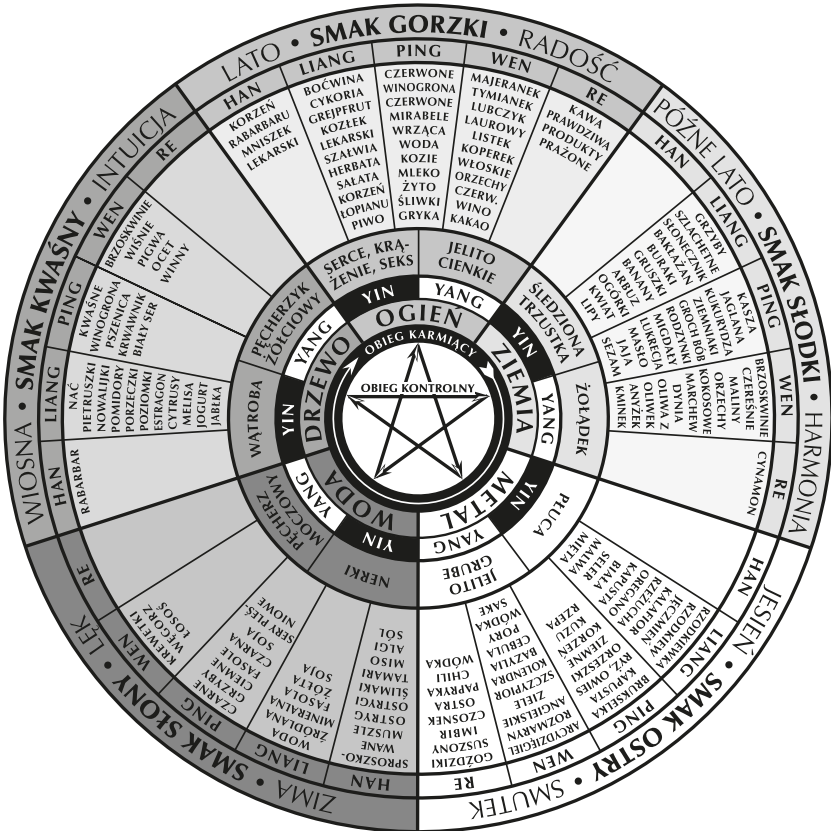 LATO • SMAK GORZKI • RADOŚĆ
HAN
KORZEŃ
RABARBARU
MNISZEK
LEKARSKI
LIANG
BOĆWINA
CYKORIA
GREJPFRUT
KOZŁEK
LEKARSKI
SZAŁWIA
HERBATA
SAŁATA
KORZEŃ
ŁOPIANU
PIWO
PING
CZERWONE
WINOGRONA
CZERWONE
MIRABELE
WRZĄCA
WODA
KOZIE
MLEKO
ŻYTO
ŚLIWKI
GRYKA
WEN
MAJERANEK
TYMIANEK
LUBCZYK
LAUROWY
LISTEK
KOPEREK
WŁOSKIE
ORZECHY
CZERW.
WINO
KAKAO
RE
KAWA
PRAWDZIWA
PRODUKTY
PRAŻONE
PÓŹNE LATO • SMAK SŁODKI • HARMONIA
HAN
LIANG
GRZYBY
SZLACHETNE
SŁONECZNIK
BAKŁAŻAN
BURAKI
GRUSZKI
BANANY
ARBUZ
OGÓRKI
KWIAT
LIPY
PING
KASZA
JAGLANA
KUKURYDZA
ZIEMNIAKI
GROCH BÓB
RODZYNKI
MIGDAŁY
LUKRECJA
MASŁO
JAJA
SEZAM
WEN
BRZOSKWINIE
CZEREŚNIE
MALINY
ORZECHY
KOKOSOWE
MARCHEW
DYNIA
OLIWA Z
OLIWEK
ANYŻEK
KMINEK
RE
CYNAMON
JESIEŃ • SMAK OSTRY • SMUTEK
HAN
LIANG
RZODKIEWKA
RZODKIEW
JĘCZMIEŃ
KALAFIOR
RZEŻUCHA
OREGANO
KAPUSTA
BIAŁA
SELER
MALWA
MIĘTA
PING
BRUKSELKA
KAPUSTA
RYŻ, OWIES
ORZESZKI
ZIEMNE
KORZEŃ
KUZU
RZEPA
WEN
ARCYDZIĘGIEL
ROZMARYN
ANGIELSKIE
ZIELE
SZCZYPIOR
KOLENDRA
BAZYLIA
CEBULA
PORY
WÓDKA
SAKE
RE
GOŹDZIKI
SUSZONY
IMBIR
CZOSNEK
OSTRA
PAPRYKA
CHILI
WÓDKA
ZIMA • SMAK SŁONY • LĘK
HAN
SPROSZKO-
WANE
MUSZLE
OSTRYG
OSTRYGI
ŚLIMAKI
TAMARI
MISO
ALGI
SÓL
LIANG
WODA
ŹRÓDLANA
MINERALNA
FASOLA
ŻÓŁTA
SOJA
PING
CZARNE
GRZYBY
CIEMNE
FASOLE
CZARNA
SOJA
SERY PLEŚ-
NIOWE
WEN
KREWETKI
WĘGORZ
ŁOSOŚ
RE
WIOSNA • SMAK KWAŚNY • INTUICJA
HAN
RABARBAR
LIANG
NAĆ
PIETRUSZKI
NOWALIJKI
POMIDORY
PORZECZKI
POZIOMKI
ESTRAGON
CYTRUSY
MELISA
JOGURT
JABŁKA
PING
KWAŚNE
WINOGRONA
PSZENICA
KRWAWNIK
BIAŁY SER
WEN
BRZOSKWINIE
WIŚNIE
PIGWA
OCET
WINNY
RE
SERCE, KRĄ-
ŻENIE, SEKS
JELITO
CIENKIE
YIN
YANG
OGIEŃ
ŚLEDZIONA
TRZUSTKA
ŻOŁĄDEK
YIN
YANG
ZIEMIA
PŁUCA
JELITO
GRUBE
YIN
YANG
METAL
NERKI
PĘCHERZ
MOCZOWY
YIN
YANG
WODA
WĄTROBA
PĘCHERZYK
ŻÓŁCIOWY
YIN
YANG
DRZEWO
OBIEG KARMIĄCY
OBIEG KONTROLNY